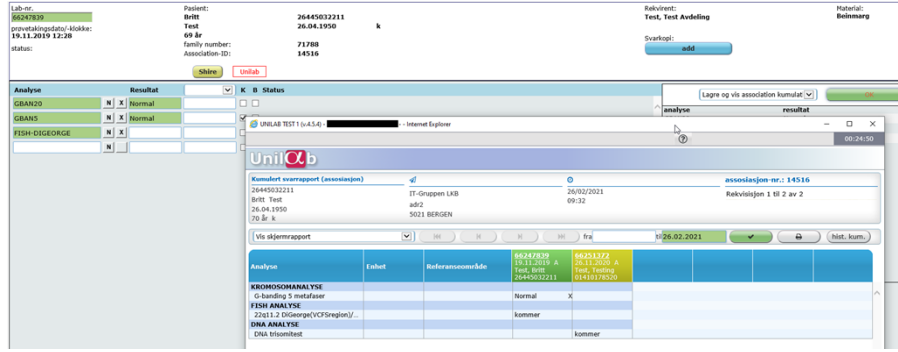 Lab-nr.
66247839
prøvetakingsdato/-klokke:
19.11.2019 12:28
status:
Pasient:
Britt 26445032211
Test 26.04.1950 k
69 år
family number: 71788
Association-ID: 14516
Shire Unilab
Rekvirent:
Test, Test Avdeling
Svarkopi:
add
Material:
Beinmarg
Analyse Resultat K B Status
GBAN20 N X Normal
GBAN5 N X Normal
FISH-DIGEORGE N X
N
Lagre og vis association kumulat OK
analyse resultat
UNILAB TEST 1 (v.4.5.4) - - Internet Explorer
00:24:50
Unilab
Kumulert svarrapport (assosiasjon)
26445032211
Britt Test
26.04.1950
70 år k
IT-Gruppen LKB
adr2
5021 BERGEN
26/02/2021
09:32
assosiasjon-nr.: 14516
Rekvisisjon 1 til 2 av 2
Vis skjermrapport fra til 26.02.2021 hist. kum.
Analyse Enhet Referanseområde
66247839
19.11.2019 A
Test, Britt
26445032211
66251372
26.11.2020 A
Test, Testing
01410178520
KROMOSOMANALYSE
G-banding 5 metafaser Normal X
FISH ANALYSE
22q11.2 DiGeorge(VCFSregion)/... kommer
DNA ANALYSE
DNA trisomitest kommer